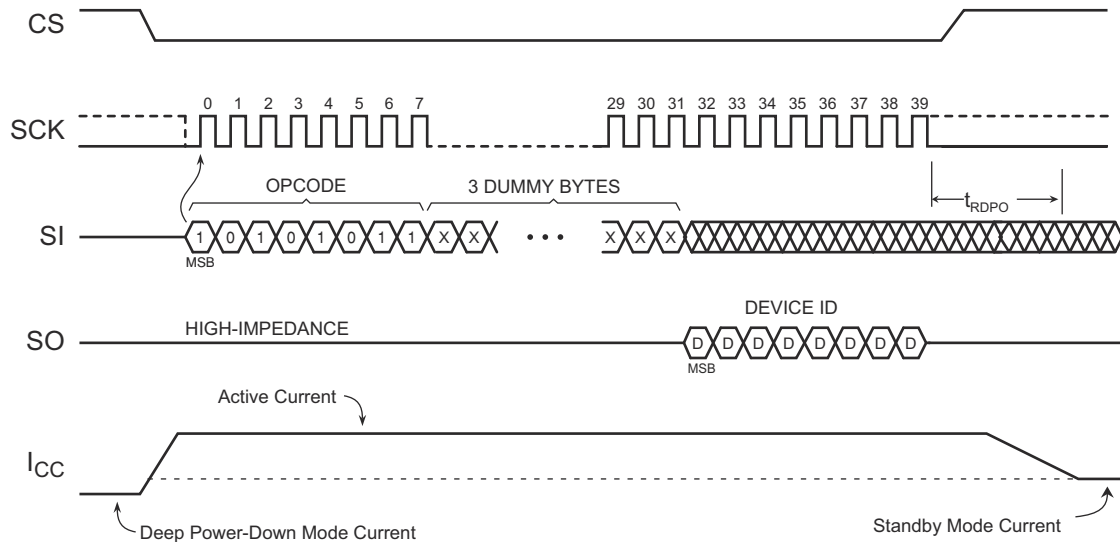 CS
0 1 2 3 4 5 6 7 29 30 31 32 33 34 35 36 37 38 39
SCK
OPCODE 3 DUMMY BYTES tRDPO
SI 1 0 1 0 1 0 1 1 X X • • • X X X
MSB
DEVICE ID
HIGH-IMPEDANCE
SO D D D D D D D D
MSB
Active Current
ICC
Deep Power-Down Mode Current
Standby Mode Current